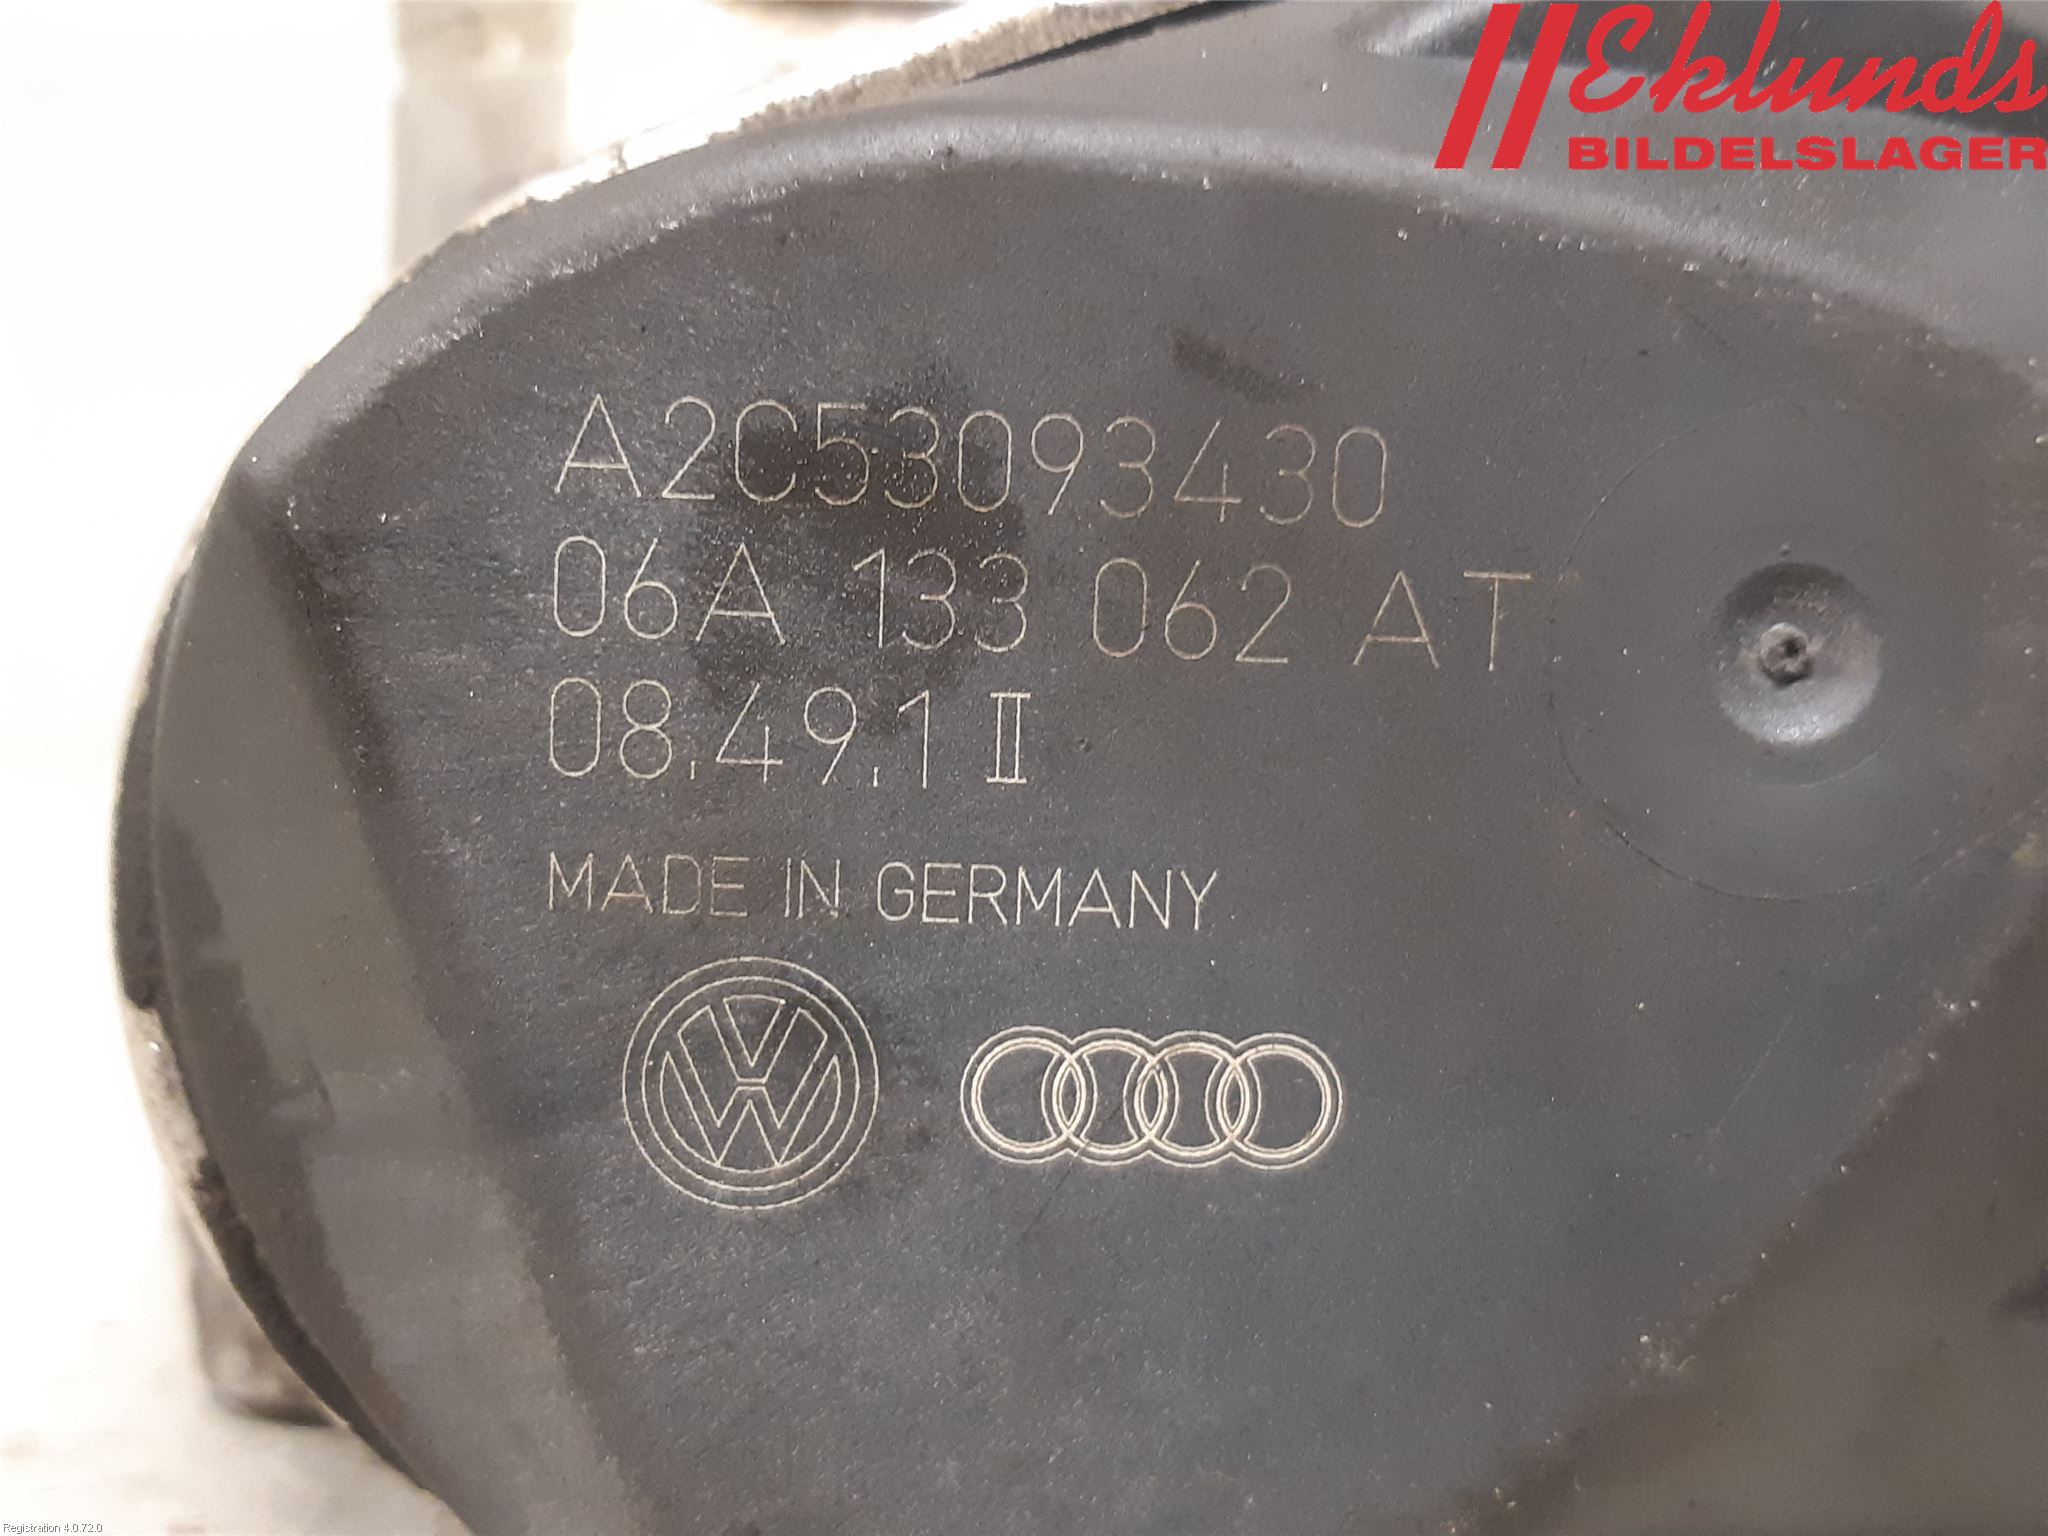 Eklunds
BILDELSLAGER
A2C53093430
06A 133 062 AT
08.49.1 II
MADE IN GERMANY
Registration 4.0.72.0